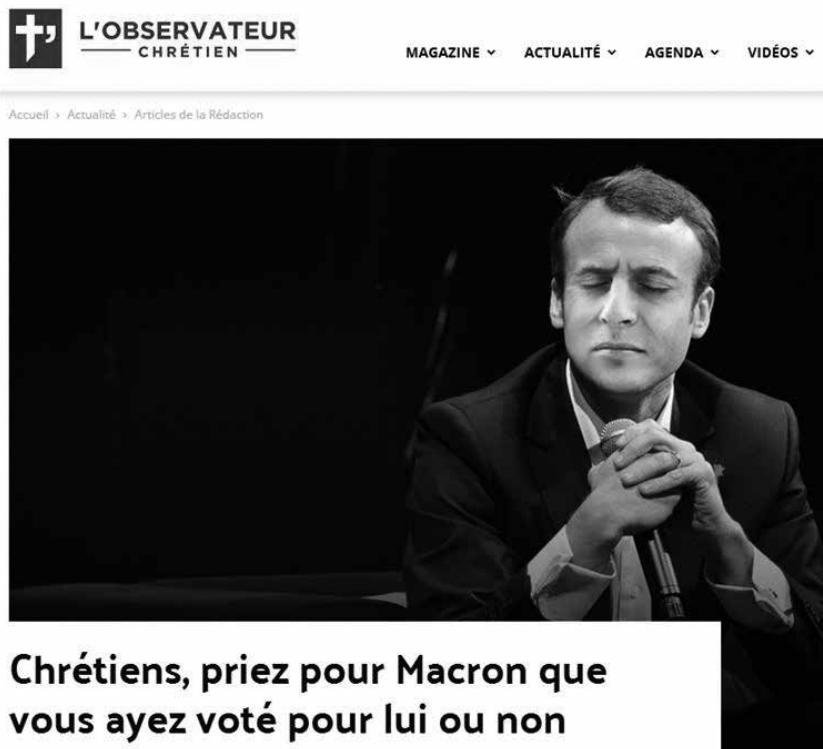 L'OBSERVATEUR
CHRÉTIEN
MAGAZINE ACTUALITÉ AGENDA VIDÉOS
Accueil › Actualité › Articles de la Rédaction
Chrétiens, priez pour Macron que
vous ayez voté pour lui ou non